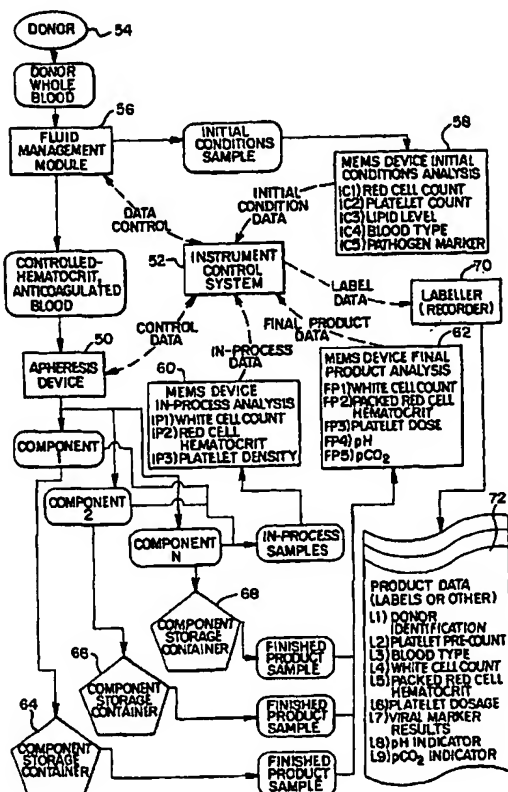 DONOR
54
DONOR
WHOLE
BLOOD
56
FLUID
MANAGEMENT
MODULE
INITIAL
CONDITIONS
SAMPLE
58
MEMS DEVICE INITIAL
CONDITIONS ANALYSIS
IC1) RED CELL COUNT
IC2) PLATELET COUNT
IC3) LIPID LEVEL
IC4) BLOOD TYPE
IC5) PATHOGEN MARKER
DATA
CONTROL
INITIAL
CONDITION
DATA
CONTROLLED-
HEMATOCRIT,
ANTICOAGULATED
BLOOD
52
INSTRUMENT
CONTROL
SYSTEM
LABEL
DATA
70
LABELLER
(RECORDER)
50
APHERESIS
DEVICE
CONTROL
DATA
IN-PROCESS
DATA
FINAL PRODUCT
DATA
60
MEMS DEVICE
IN-PROCESS ANALYSIS
IP1) WHITE CELL COUNT
IP2) RED CELL
HEMATOCRIT
IP3) PLATELET DENSITY
62
MEMS DEVICE FINAL
PRODUCT ANALYSIS
FP1) WHITE CELL COUNT
FP2) PACKED RED CELL
HEMATOCRIT
FP3) PLATELET DOSE
FP4) pH
FP5) pCO2
COMPONENT
1
COMPONENT
2
COMPONENT
N
IN-PROCESS
SAMPLES
72
PRODUCT DATA
(LABELS OR OTHER)
L1) DONOR
IDENTIFICATION
L2) PLATELET PRE-COUNT
L3) BLOOD TYPE
L4) WHITE CELL COUNT
L5) PACKED RED CELL
HEMATOCRIT
L6) PLATELET DOSAGE
L7) VIRAL MARKER
RESULTS
L8) pH INDICATOR
L9) pCO2 INDICATOR
68
COMPONENT
STORAGE
CONTAINER
FINISHED
PRODUCT
SAMPLE
66
COMPONENT
STORAGE
CONTAINER
FINISHED
PRODUCT
SAMPLE
64
COMPONENT
STORAGE
CONTAINER
FINISHED
PRODUCT
SAMPLE